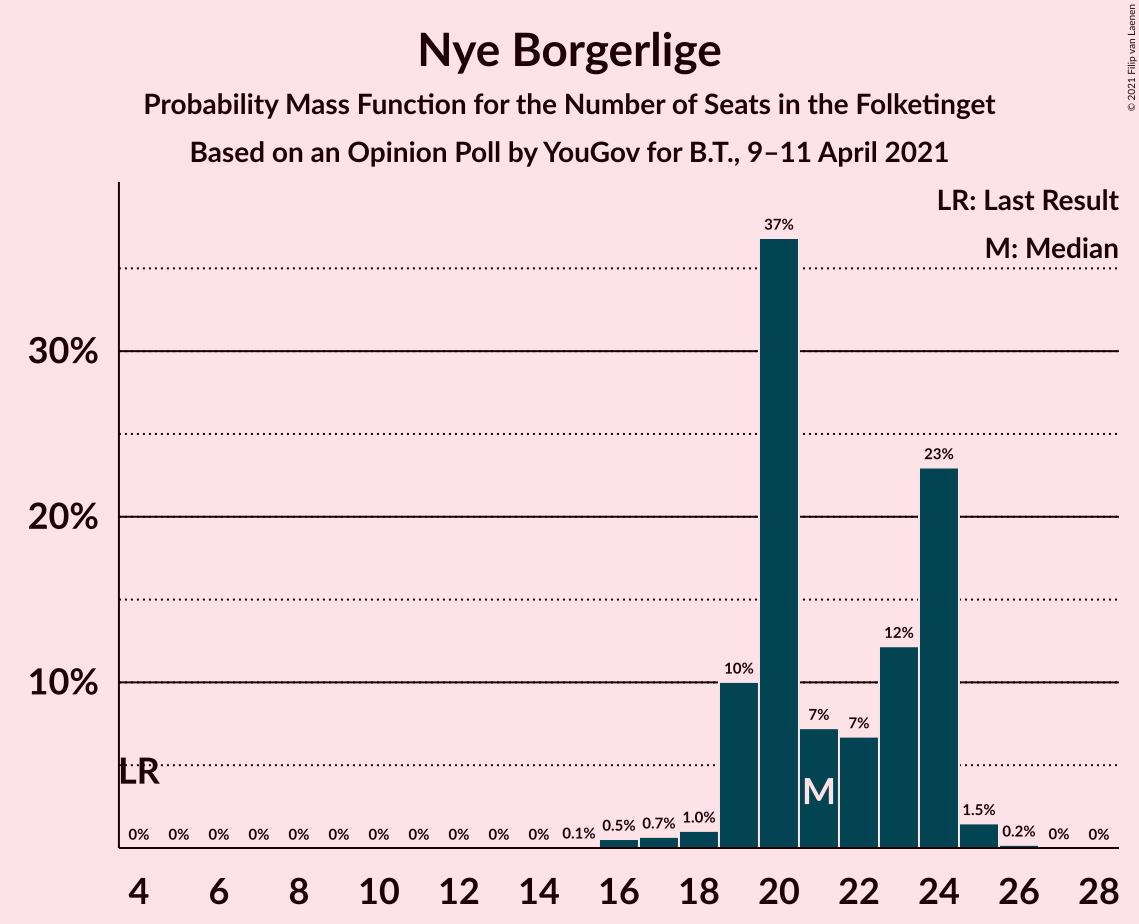 © 2021 Filip van Laenen
Nye Borgerlige
Probability Mass Function for the Number of Seats in the Folketinget
Based on an Opinion Poll by YouGov for B.T., 9–11 April 2021
LR: Last Result
M: Median
30%
20%
10%
0% 0% 0% 0% 0% 0% 0% 0% 0% 0% 0% 0.1% 0.5% 0.7% 1.0% 10% 37% 7% 7% 12% 23% 1.5% 0.2% 0% 0%
LR
M
4 6 8 10 12 14 16 18 20 22 24 26 28